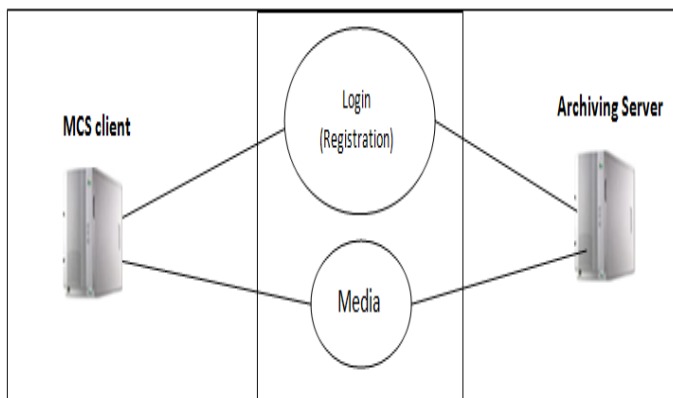 MCS client
Login
(Registration)
Archiving Server
Media